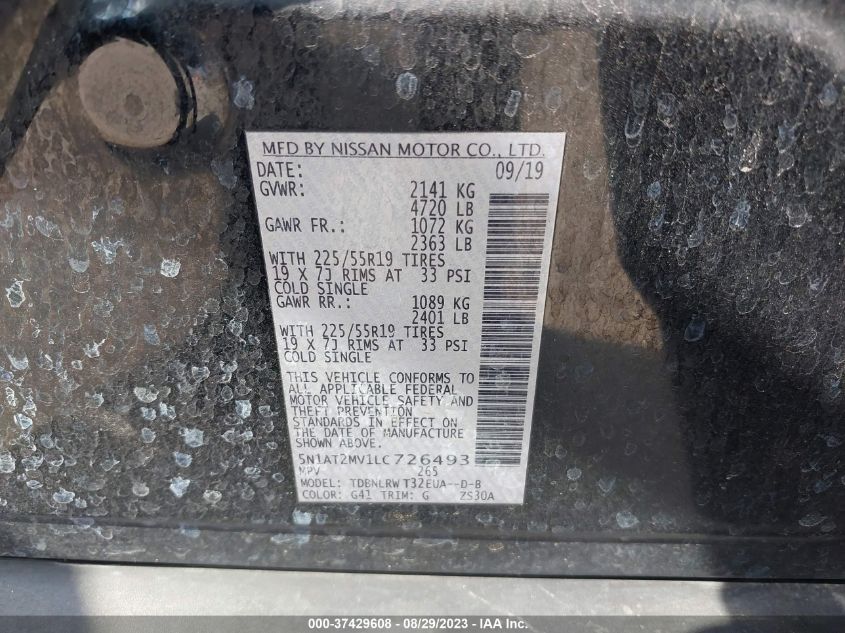 MFD BY NISSAN MOTOR CO., LTD.
DATE: 09/19
GVWR: 2141 KG
4720 LB
GAWR FR.: 1072 KG
2363 LB
WITH 225/55R19 TIRES
19 X 7J RIMS AT 33 PSI
COLD SINGLE
GAWR RR.: 1089 KG
2401 LB
WITH 225/55R19 TIRES
19 X 7J RIMS AT 33 PSI
COLD SINGLE
THIS VEHICLE CONFORMS TO
ALL APPLICABLE FEDERAL
MOTOR VEHICLE SAFETY AND
THEFT PREVENTION
STANDARDS IN EFFECT ON
THE DATE OF MANUFACTURE
SHOWN ABOVE
5N1AT2MV1LC726493
MPV 265
MODEL: TDBNLRWT32EUA--D-B
COLOR: G41 TRIM: G ZS30A
000-37429608 - 08/29/2023 - IAA Inc.